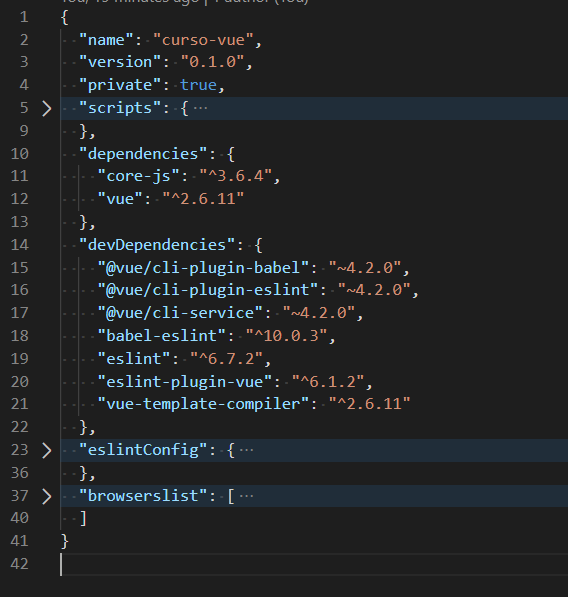 1 {
2 "name": "curso-vue",
3 "version": "0.1.0",
4 "private": true,
5 "scripts": { ···
9 },
10 "dependencies": {
11 "core-js": "^3.6.4",
12 "vue": "^2.6.11"
13 },
14 "devDependencies": {
15 "@vue/cli-plugin-babel": "~4.2.0",
16 "@vue/cli-plugin-eslint": "~4.2.0",
17 "@vue/cli-service": "~4.2.0",
18 "babel-eslint": "^10.0.3",
19 "eslint": "^6.7.2",
20 "eslint-plugin-vue": "^6.1.2",
21 "vue-template-compiler": "^2.6.11"
22 },
23 "eslintConfig": { ···
36 },
37 "browserslist": [ ···
40 ]
41 }
42